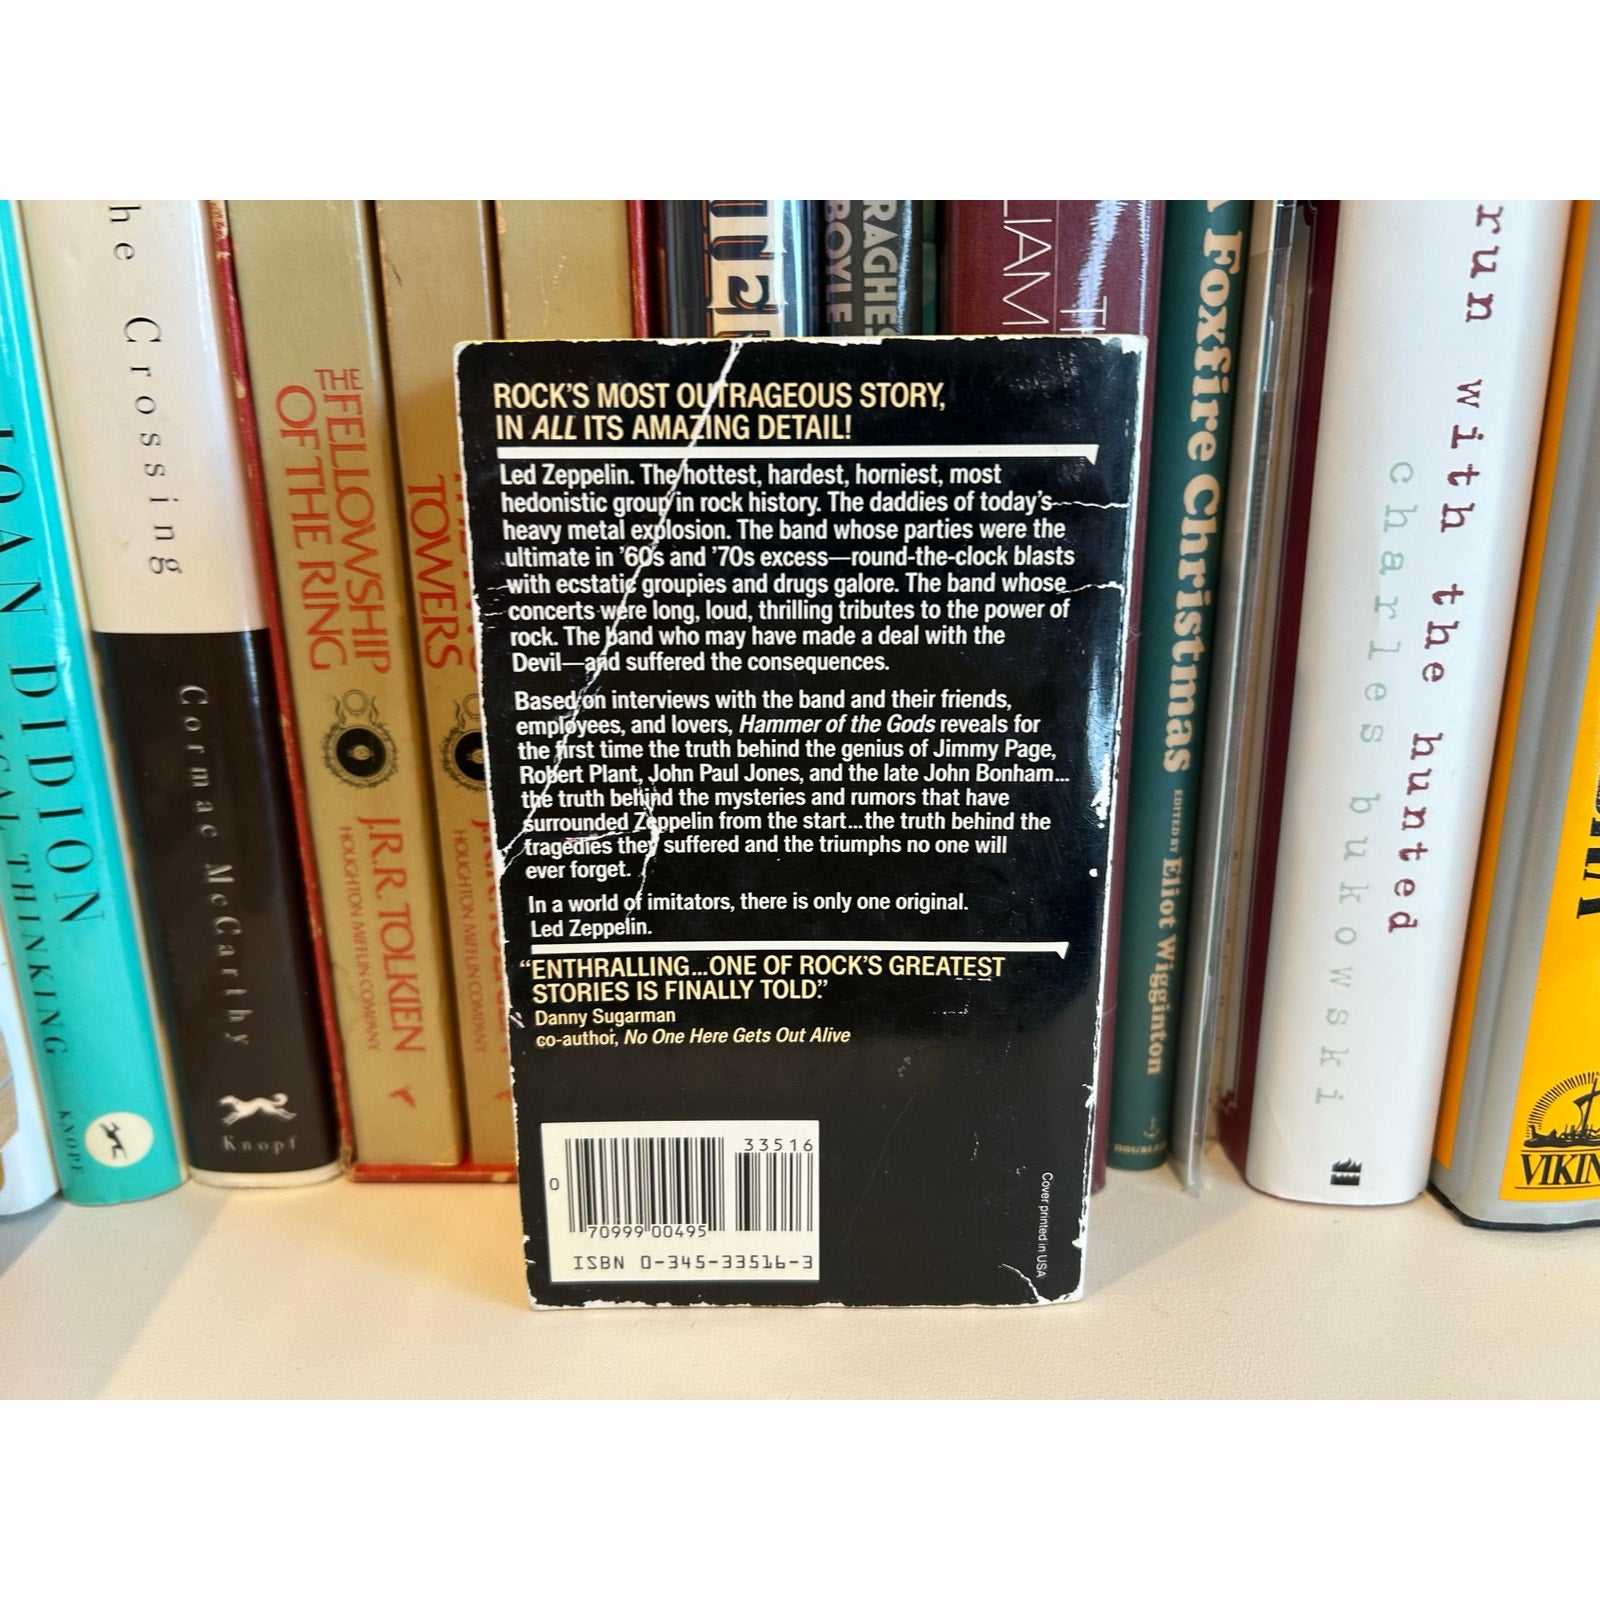 JOAN DIDION
MAGICAL THINKING
KNOPF
he Crossing
Cormac McCarthy
Knopf
THE
FELLOWSHIP
OF THE RING
J.R.R. TOLKIEN
HOUGHTON MIFFLIN COMPANY
TOWERS
HOUGHTON MIFFLIN COMPANY
BOYLE
RAGHES
LIAM
ROCK'S MOST OUTRAGEOUS STORY,
IN ALL ITS AMAZING DETAIL!
Led Zeppelin. The hottest, hardest, horniest, most
hedonistic group in rock history. The daddies of today's
heavy metal explosion. The band whose parties were the
ultimate in '60s and '70s excess—round-the-clock blasts
with ecstatic groupies and drugs galore. The band whose
concerts were long, loud, thrilling tributes to the power of
rock. The band who may have made a deal with the
Devil—and suffered the consequences.
Based on interviews with the band and their friends,
employees, and lovers, Hammer of the Gods reveals for
the first time the truth behind the genius of Jimmy Page,
Robert Plant, John Paul Jones, and the late John Bonham...
the truth behind the mysteries and rumors that have
surrounded Zeppelin from the start...the truth behind the
tragedies they suffered and the triumphs no one will
ever forget.
In a world of imitators, there is only one original.
Led Zeppelin.
“ENTHRALLING...ONE OF ROCK'S GREATEST
STORIES IS FINALLY TOLD.”
Danny Sugarman
co-author, No One Here Gets Out Alive
33516
0
70999 00495
ISBN 0-345-33516-3
Cover printed in USA
Foxfire Christmas
EDITED BY Eliot Wigginton
run with the hunted
charles bukowski
VIKIN